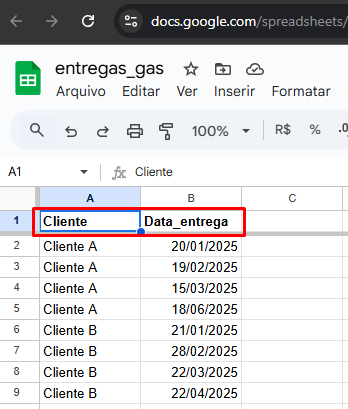 docs.google.com/spreadsheets/
entregas_gas
Arquivo Editar Ver Inserir Formatar
100% R$ % .0
A1 fx Cliente
A B C
1 Cliente Data_entrega
2 Cliente A 20/01/2025
3 Cliente A 19/02/2025
4 Cliente A 15/03/2025
5 Cliente A 18/06/2025
6 Cliente B 21/01/2025
7 Cliente B 28/02/2025
8 Cliente B 22/03/2025
9 Cliente B 22/04/2025